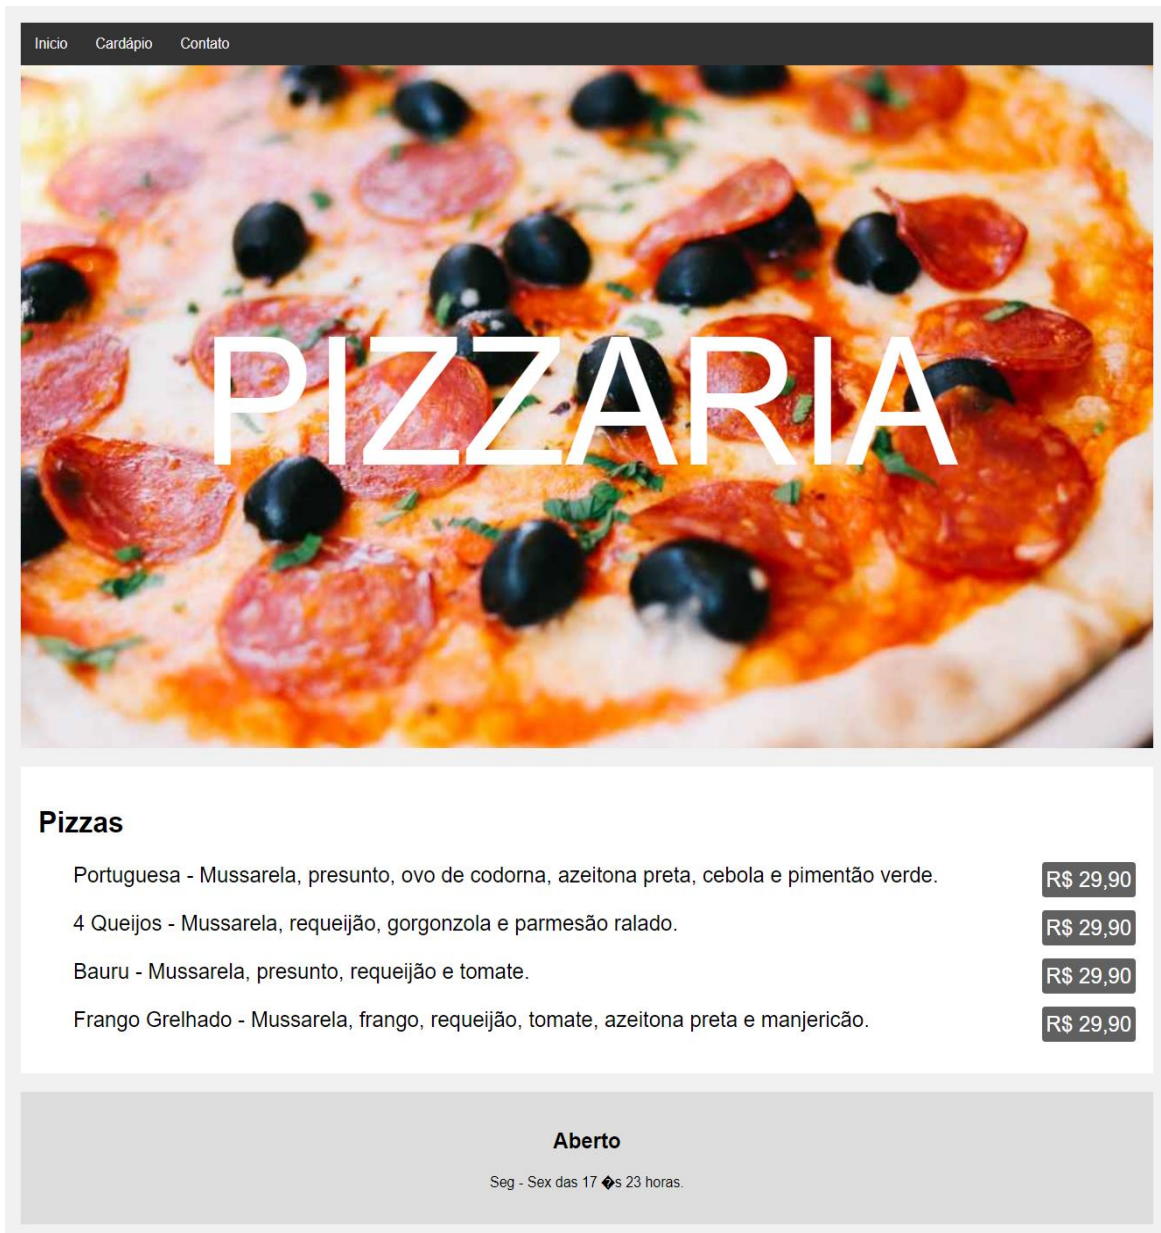 Inicio Cardápio Contato
PIZZARIA
Pizzas
Portuguesa - Mussarela, presunto, ovo de codorna, azeitona preta, cebola e pimentão verde. R$ 29,90
4 Queijos - Mussarela, requeijão, gorgonzola e parmesão ralado. R$ 29,90
Bauru - Mussarela, presunto, requeijão e tomate. R$ 29,90
Frango Grelhado - Mussarela, frango, requeijão, tomate, azeitona preta e manjericão. R$ 29,90
Aberto
Seg - Sex das 17 �s 23 horas.